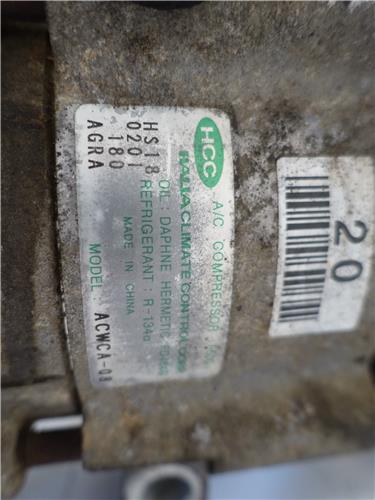 HCC
A/C COMPRESSOR
HALLA CLIMATE CONTROL CORP
OIL: DAPHNE HERMETIC
REFRIGERANT: R-134a
MADE IN CHINA
MODEL: ACWCA-08
HS18
0201
180
AGRA
20